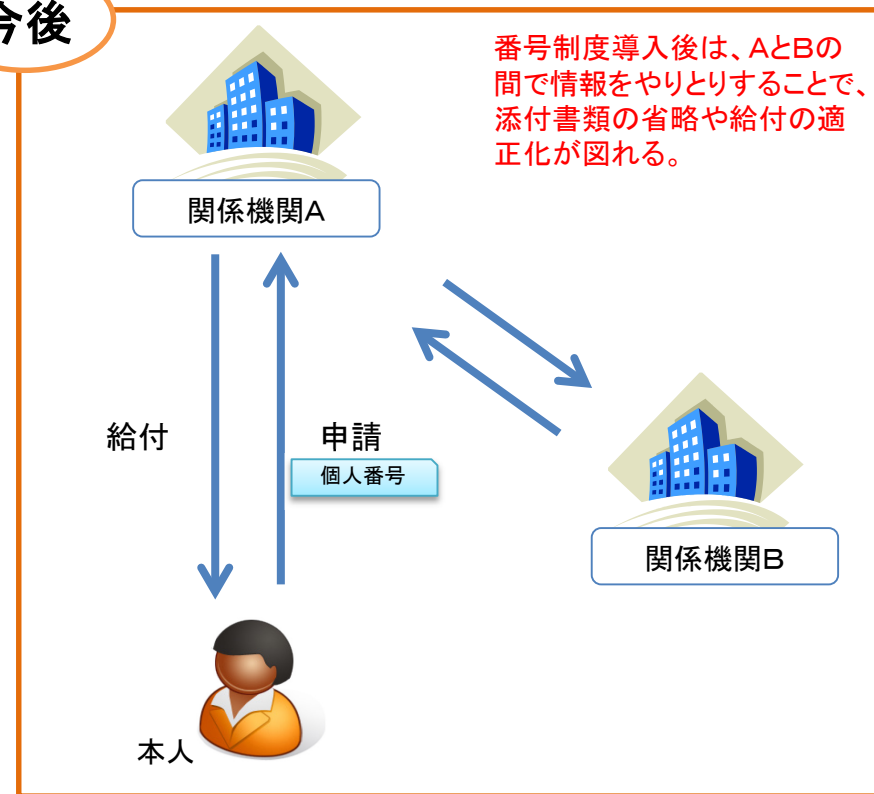 今後
番号制度導入後は、AとBの
間で情報をやりとりすることで、
添付書類の省略や給付の適
正化が図れる。
関係機関A
給付
申請
個人番号
関係機関B
本人